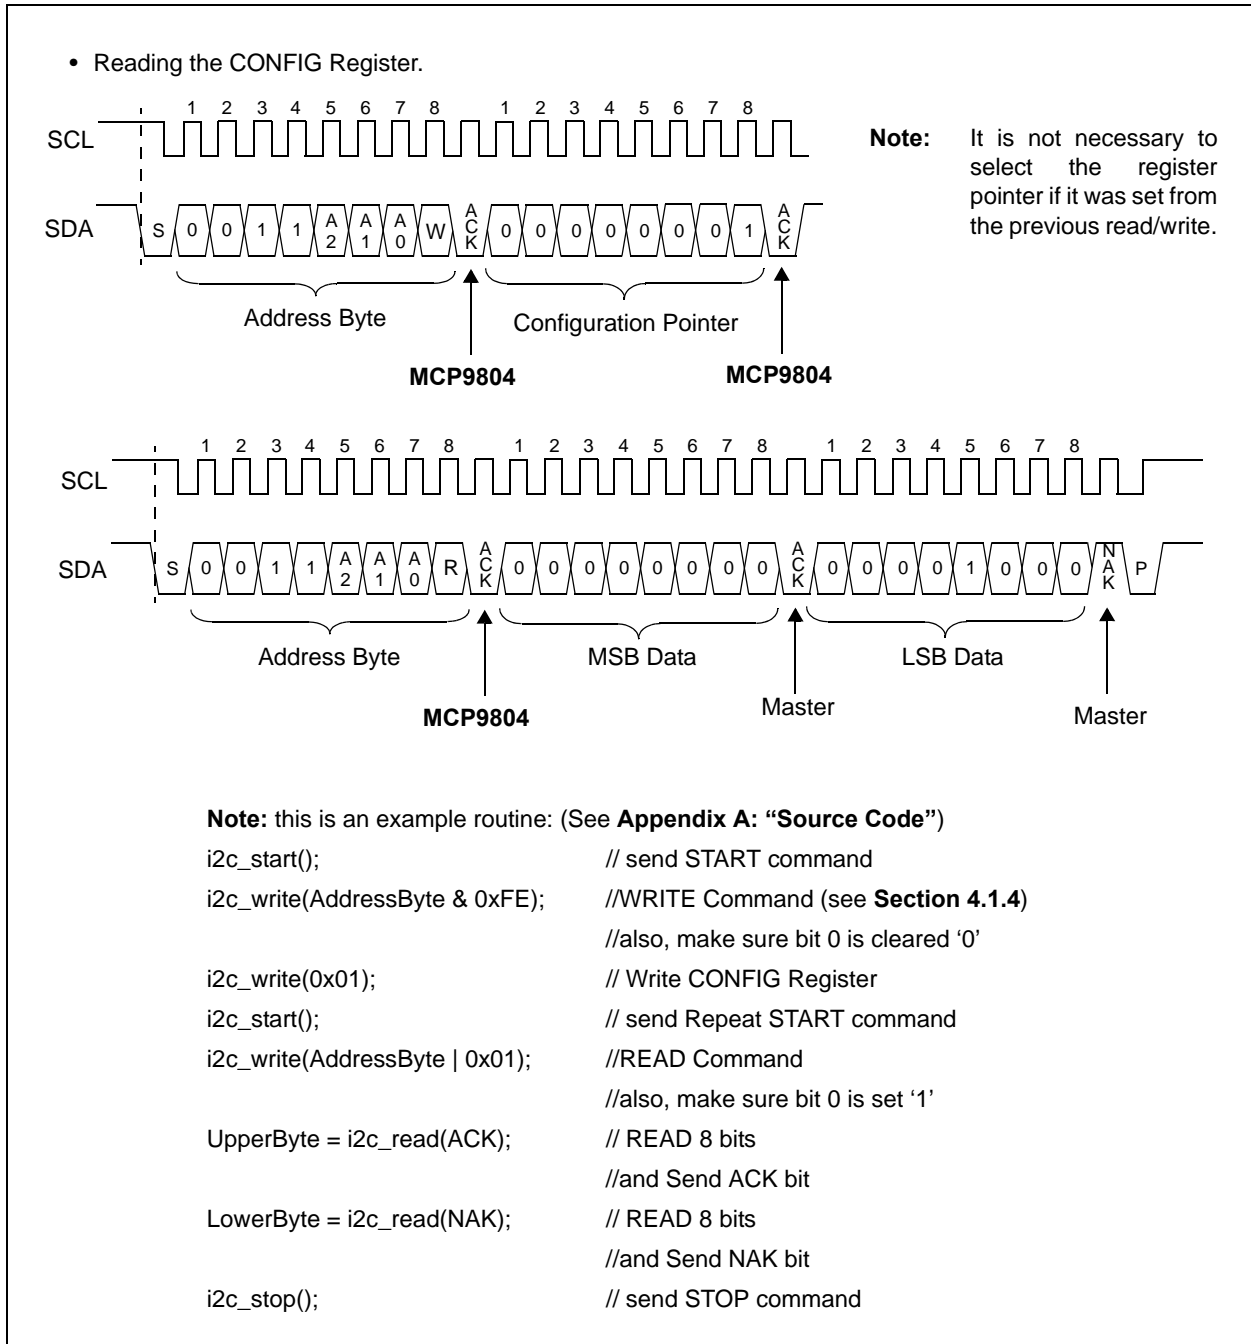 • Reading the CONFIG Register.
1 2 3 4 5 6 7 8 1 2 3 4 5 6 7 8
SCL
Note: It is not necessary to
select the register
pointer if it was set from
the previous read/write.
SDA S 0 0 1 1 A2 A1 A0 W ACK 0 0 0 0 0 0 0 1 ACK
Address Byte Configuration Pointer
MCP9804 MCP9804
1 2 3 4 5 6 7 8 1 2 3 4 5 6 7 8 1 2 3 4 5 6 7 8
SCL
SDA S 0 0 1 1 A2 A1 A0 R ACK 0 0 0 0 0 0 0 0 ACK 0 0 0 0 1 0 0 0 NAK P
Address Byte MSB Data LSB Data
MCP9804 Master Master
Note: this is an example routine: (See Appendix A: “Source Code”)
i2c_start(); // send START command
i2c_write(AddressByte & 0xFE); //WRITE Command (see Section 4.1.4)
//also, make sure bit 0 is cleared ‘0’
i2c_write(0x01); // Write CONFIG Register
i2c_start(); // send Repeat START command
i2c_write(AddressByte | 0x01); //READ Command
//also, make sure bit 0 is set ‘1’
UpperByte = i2c_read(ACK); // READ 8 bits
//and Send ACK bit
LowerByte = i2c_read(NAK); // READ 8 bits
//and Send NAK bit
i2c_stop(); // send STOP command